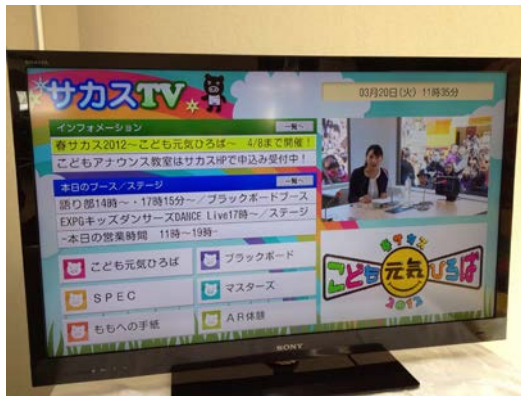 サカスTV
03月20日(火) 11時35分
インフォメーション
一覧へ
春サカス2012～こども元気ひろば～ 4/8まで開催！
こどもアナウンス教室はサカスHPで申込み受付中！
本日のブース／ステージ
一覧へ
語り部14時～・17時15分～／ブラックボードブース
EXPGキッズダンサーズDANCE Live17時～／ステージ
-本日の営業時間 11時～19時-
こども元気ひろば
ブラックボード
SPEC
マスターズ
ももへの手紙
AR体験
こども元気ひろば
2012
SONY